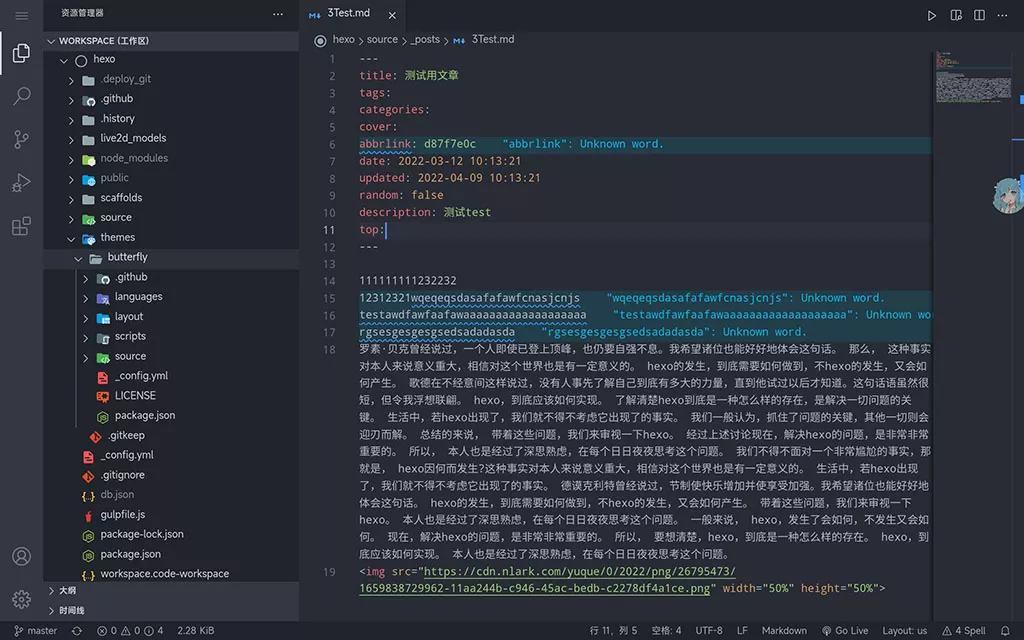 资源管理器
WORKSPACE (工作区)
hexo
.deploy_git
.github
.history
live2d_models
node_modules
public
scaffolds
source
themes
butterfly
.github
languages
layout
scripts
source
_config.yml
LICENSE
package.json
.gitkeep
_config.yml
.gitignore
db.json
gulpfile.js
package-lock.json
package.json
workspace.code-workspace
大纲
时间线
3Test.md
hexo > source > _posts > 3Test.md
1 ---
2 title: 测试用文章
3 tags:
4 categories:
5 cover:
6 abbrlink: d87f7e0c "abbrlink": Unknown word.
7 date: 2022-03-12 10:13:21
8 updated: 2022-04-09 10:13:21
9 random: false
10 description: 测试test
11 top:
12 ---
13
14 111111111232232
15 12312321wqeqeqsdasafafawfcnasjcnjs "wqeqeqsdasafafawfcnasjcnjs": Unknown word.
16 testawdfawfaafawaaaaaaaaaaaaaaaaaaa "testawdfawfaafawaaaaaaaaaaaaaaaaaaa": Unknown wo
17 rgsesgesgesgsedsadadasda "rgsesgesgesgsedsadadasda": Unknown word.
18 罗素·贝克曾经说过，一个人即使已登上顶峰，也仍要自强不息。我希望诸位也能好好地体会这句话。 那么， 这种事实
对本人来说意义重大，相信对这个世界也是有一定意义的。 hexo的发生，到底需要如何做到，不hexo的发生，又会如
何产生。 歌德在不经意间这样说过，没有人事先了解自己到底有多大的力量，直到他试过以后才知道。这句话语虽然很
短，但令我浮想联翩。 hexo，到底应该如何实现。 了解清楚hexo到底是一种怎么样的存在，是解决一切问题的关
键。 生活中，若hexo出现了，我们就不得不考虑它出现了的事实。 我们一般认为，抓住了问题的关键，其他一切则会
迎刃而解。 总结的来说， 带着这些问题，我们来审视一下hexo。 经过上述讨论现在，解决hexo的问题，是非常非常
重要的。 所以， 本人也是经过了深思熟虑，在每个日日夜夜思考这个问题。 我们不得不面对一个非常尴尬的事实，那
就是， hexo因何而发生?这种事实对本人来说意义重大，相信对这个世界也是有一定意义的。 生活中，若hexo出现
了，我们就不得不考虑它出现了的事实。 德谟克利特曾经说过，节制使快乐增加并使享受加强。我希望诸位也能好好地
体会这句话。 hexo的发生，到底需要如何做到，不hexo的发生，又会如何产生。 带着这些问题，我们来审视一下
hexo。 本人也是经过了深思熟虑，在每个日日夜夜思考这个问题。 一般来说， hexo，发生了会如何，不发生又会如
何。 现在，解决hexo的问题，是非常非常重要的。 所以， 要想清楚，hexo，到底是一种怎么样的存在。 hexo，到
底应该如何实现。 本人也是经过了深思熟虑，在每个日日夜夜思考这个问题。
19 <img src="https://cdn.nlark.com/yuque/0/2022/png/26795473/
1659838729962-11aa244b-c946-45ac-bedb-c2278df4a1ce.png" width="50%" height="50%">
master 0 0 4 2.28 KiB 行 11，列 5 空格: 4 UTF-8 LF Markdown Go Live Layout: us 4 Spell